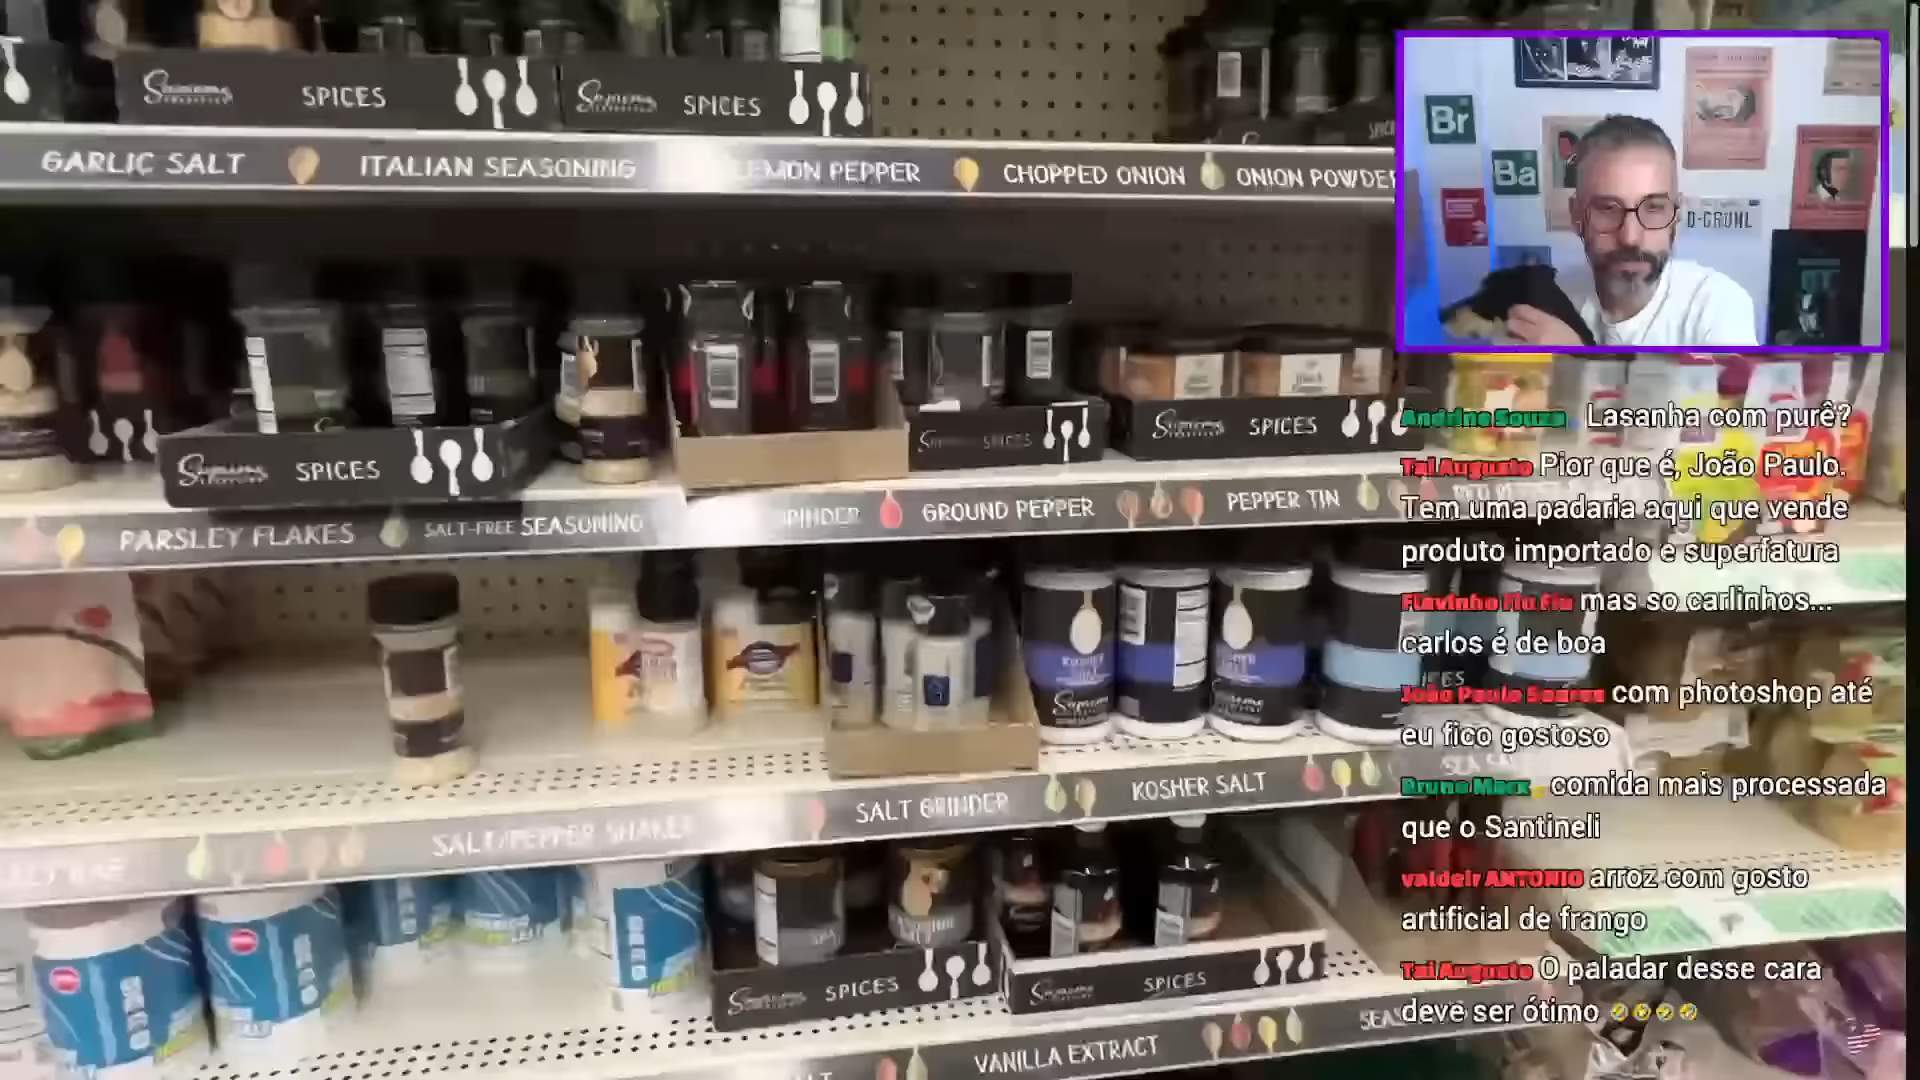 SPICES
SPICES
GARLIC SALT
ITALIAN SEASONING
LEMON PEPPER
CHOPPED ONION
ONION POWDER
Br
Ba
SPICES
SPICES
SPICES
PARSLEY FLAKES
SALT-FREE SEASONING
GRINDER
GROUND PEPPER
PEPPER TIN
SALT/PEPPER SHAKER
SALT GRINDER
KOSHER SALT
SPICES
SPICES
VANILLA EXTRACT
Lasanha com purê?
Tai Augusto Pior que é, João Paulo.
Tem uma padaria aqui que vende
produto importado e superfatura
Flavinho Flu Flu mas so carlinhos...
carlos é de boa
João Paulo Soares com photoshop até
eu fico gostoso
Bruno Marx comida mais processada
que o Santineli
valdeir ANTONIO arroz com gosto
artificial de frango
Tai Augusto O paladar desse cara
deve ser ótimo 🤣🤣🤣🤣